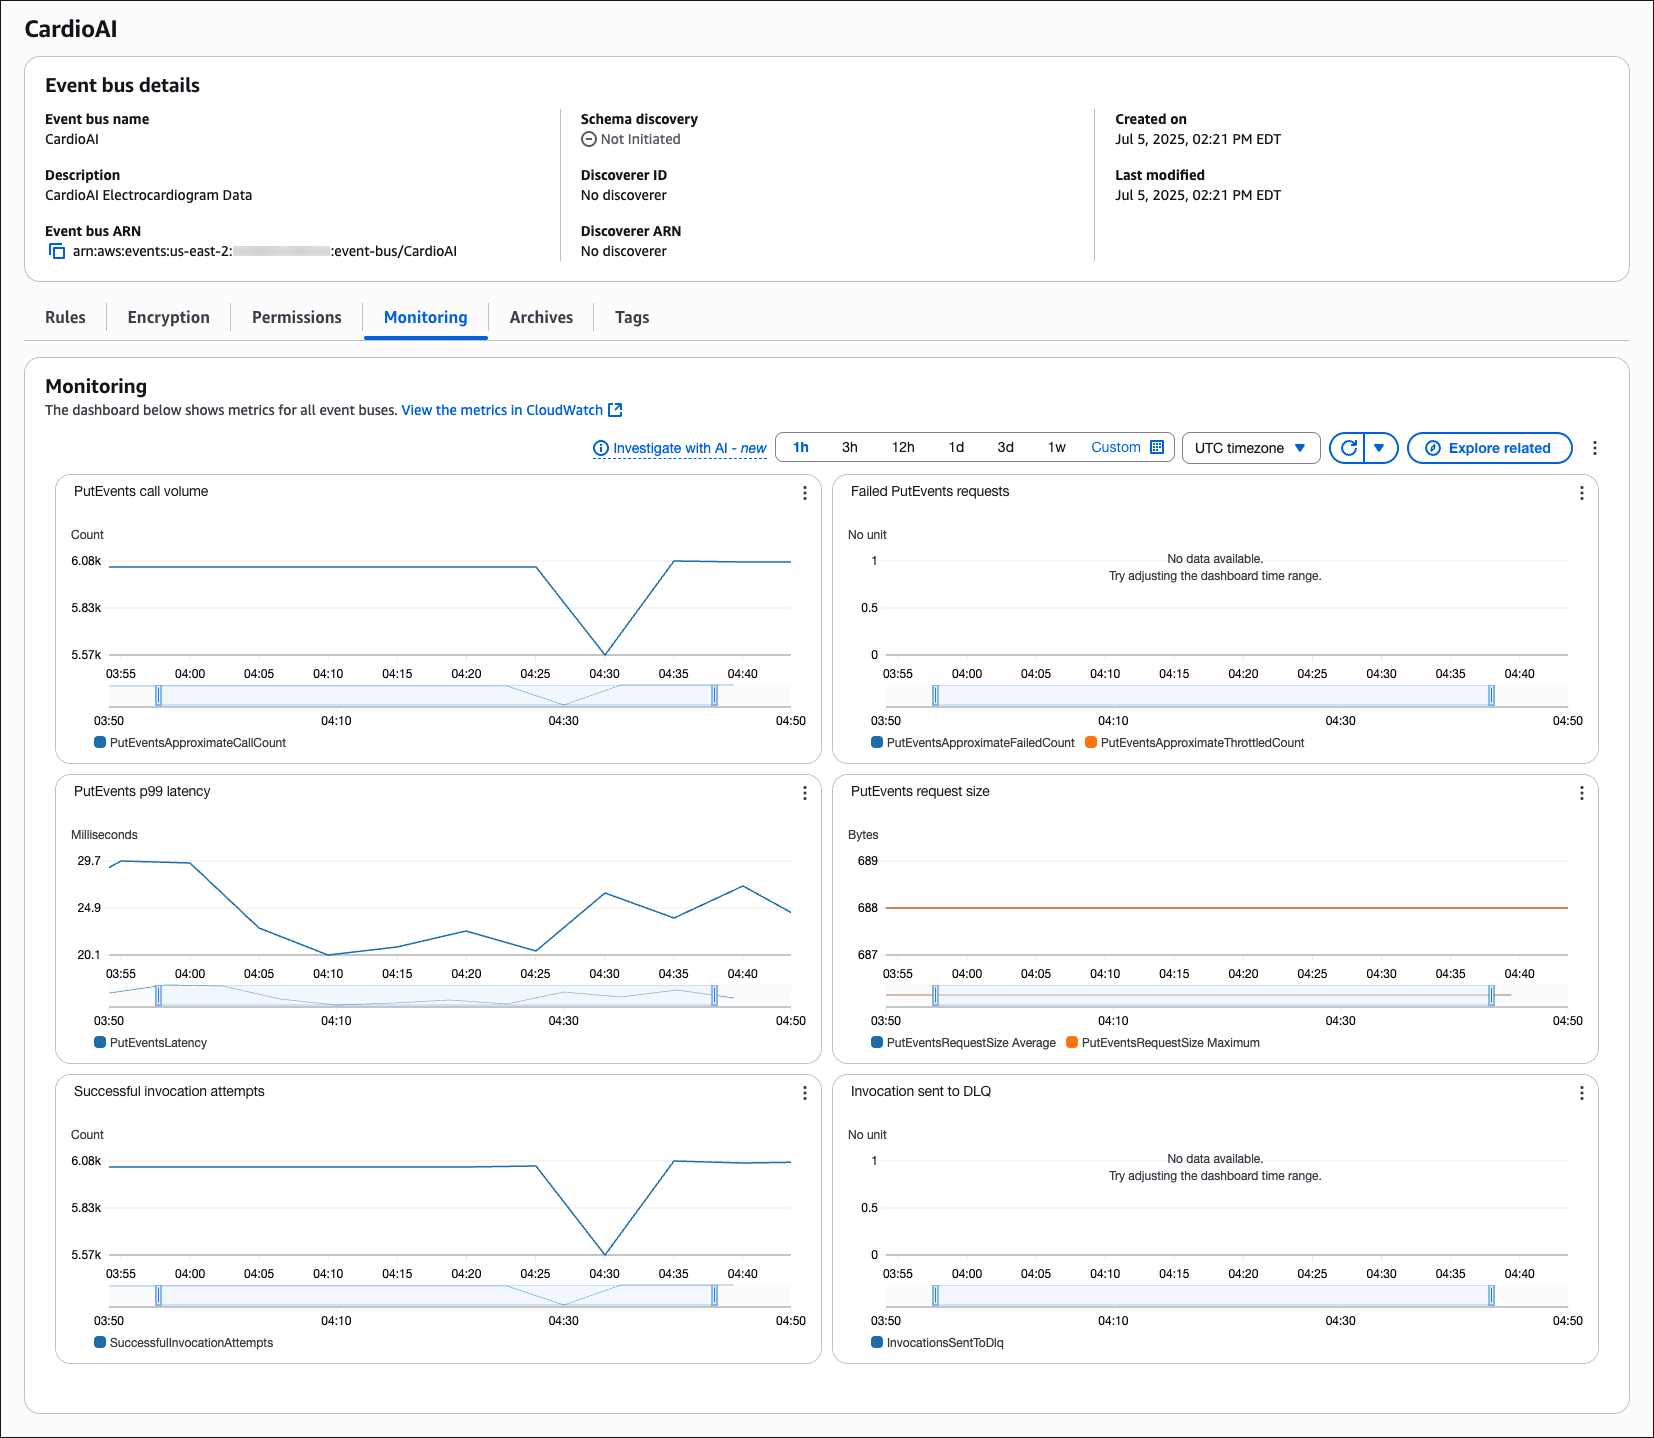 CardioAI
Event bus details
Event bus name
CardioAI
Description
CardioAI Electrocardiogram Data
Event bus ARN
arn:aws:events:us-east-2: :event-bus/CardioAI
Schema discovery
Not Initiated
Discoverer ID
No discoverer
Discoverer ARN
No discoverer
Created on
Jul 5, 2025, 02:21 PM EDT
Last modified
Jul 5, 2025, 02:21 PM EDT
Rules Encryption Permissions Monitoring Archives Tags
Monitoring
The dashboard below shows metrics for all event buses. View the metrics in CloudWatch
Investigate with AI - new 1h 3h 12h 1d 3d 1w Custom UTC timezone Explore related
PutEvents call volume
Count
6.08k
5.83k
5.57k
03:55 04:00 04:05 04:10 04:15 04:20 04:25 04:30 04:35 04:40
03:50 04:10 04:30 04:50
PutEventsApproximateCallCount
Failed PutEvents requests
No unit
No data available.
Try adjusting the dashboard time range.
1
0.5
0
03:55 04:00 04:05 04:10 04:15 04:20 04:25 04:30 04:35 04:40
03:50 04:10 04:30 04:50
PutEventsApproximateFailedCount PutEventsApproximateThrottledCount
PutEvents p99 latency
Milliseconds
29.7
24.9
20.1
03:55 04:00 04:05 04:10 04:15 04:20 04:25 04:30 04:35 04:40
03:50 04:10 04:30 04:50
PutEventsLatency
PutEvents request size
Bytes
689
688
687
03:55 04:00 04:05 04:10 04:15 04:20 04:25 04:30 04:35 04:40
03:50 04:10 04:30 04:50
PutEventsRequestSize Average PutEventsRequestSize Maximum
Successful invocation attempts
Count
6.08k
5.83k
5.57k
03:55 04:00 04:05 04:10 04:15 04:20 04:25 04:30 04:35 04:40
03:50 04:10 04:30 04:50
SuccessfulInvocationAttempts
Invocation sent to DLQ
No unit
No data available.
Try adjusting the dashboard time range.
1
0.5
0
03:55 04:00 04:05 04:10 04:15 04:20 04:25 04:30 04:35 04:40
03:50 04:10 04:30 04:50
InvocationsSentToDlq